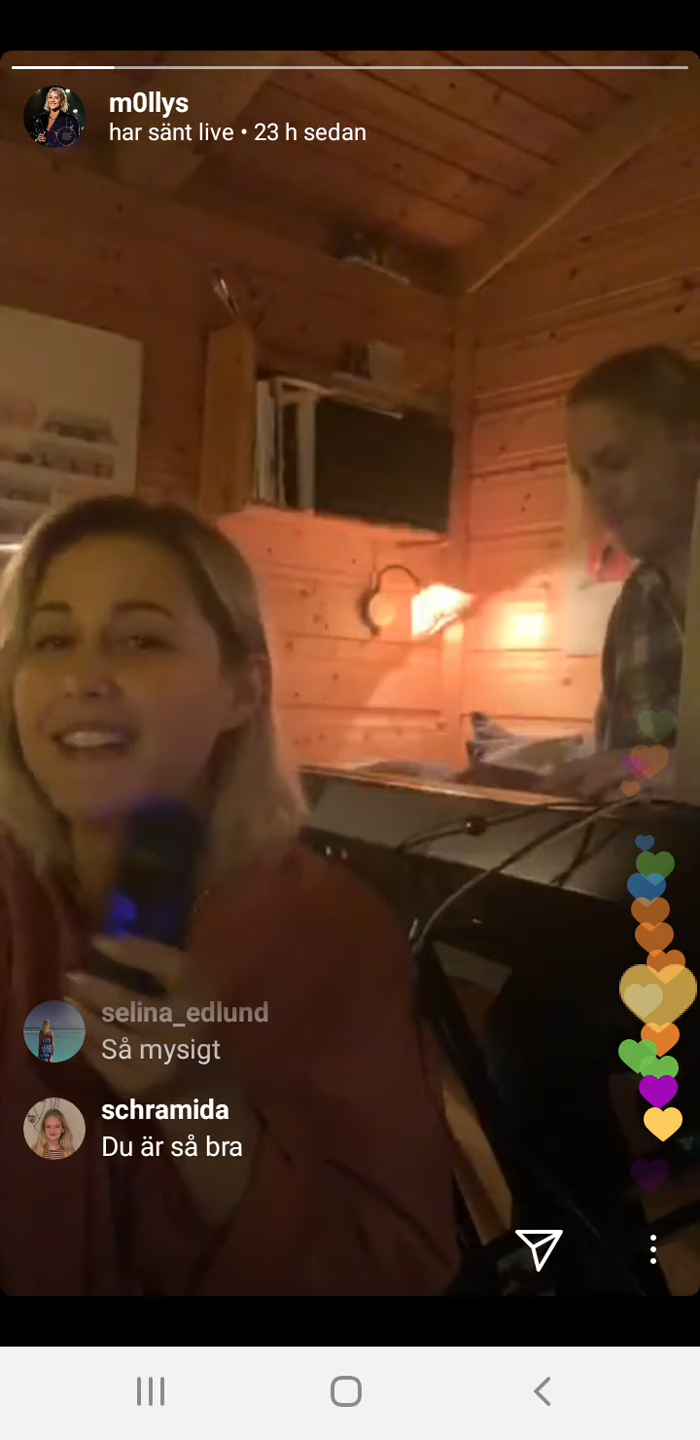 m0llys
har sänt live • 23 h sedan
selina_edlund
Så mysigt
schramida
Du är så bra